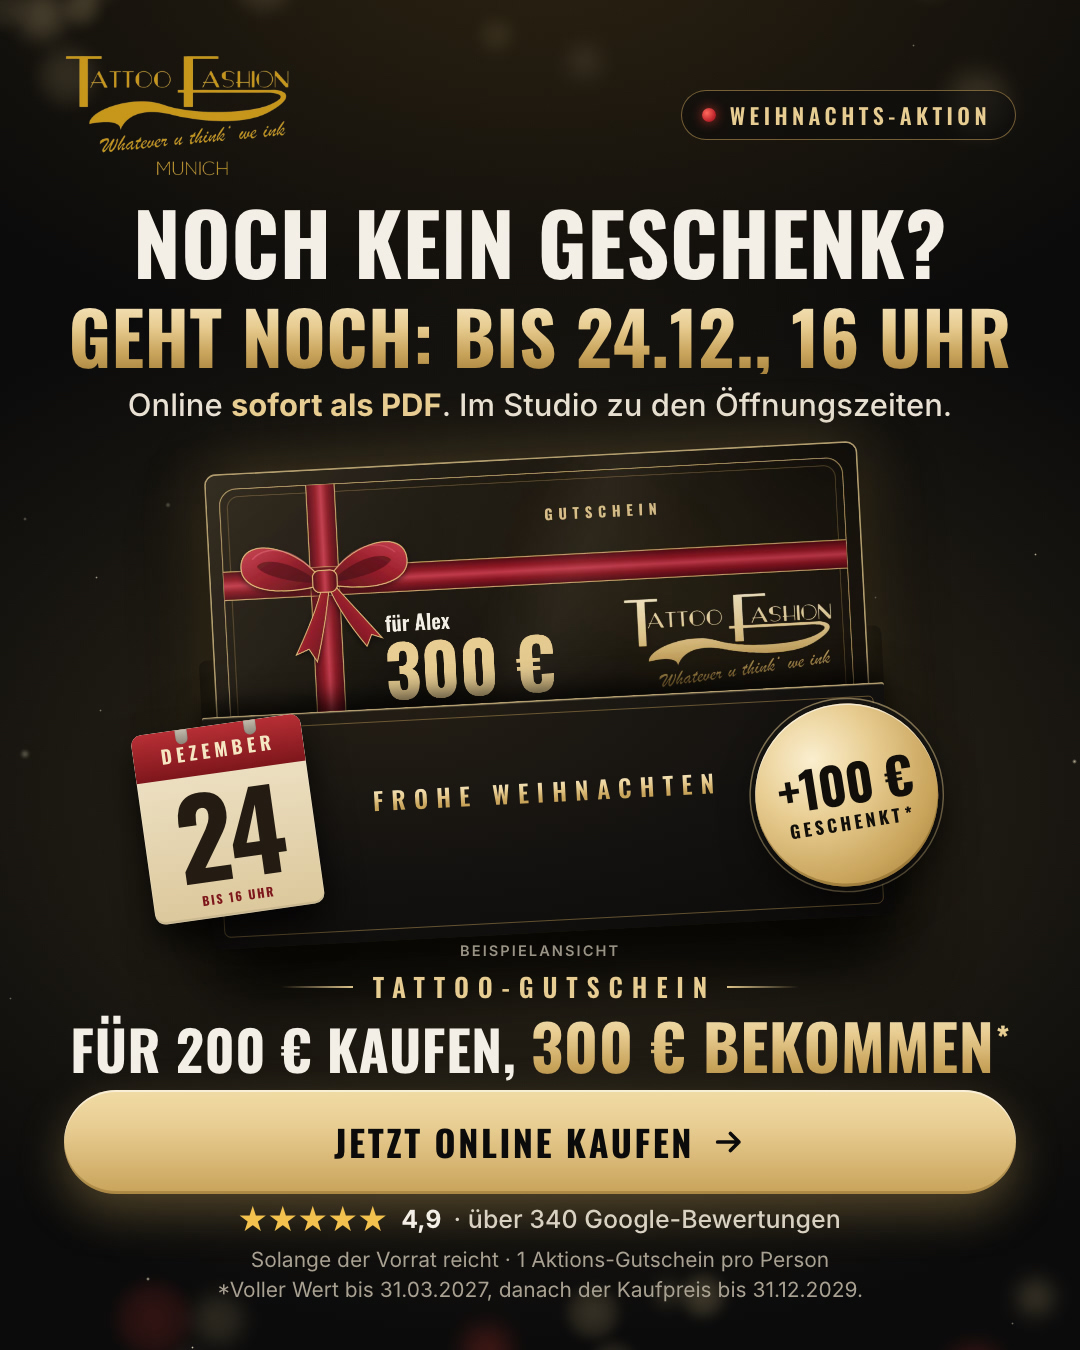 TATTOO FASHION
Whatever u think' we ink
MUNICH
WEIHNACHTS-AKTION
NOCH KEIN GESCHENK?
GEHT NOCH: BIS 24.12., 16 UHR
Online sofort als PDF. Im Studio zu den Öffnungszeiten.
GUTSCHEIN
für Alex
300 €
TATTOO FASHION
Whatever u think' we ink
DEZEMBER
24
BIS 16 UHR
FROHE WEIHNACHTEN
+100 €
GESCHENKT*
BEISPIELANSICHT
TATTOO-GUTSCHEIN
FÜR 200 € KAUFEN, 300 € BEKOMMEN*
JETZT ONLINE KAUFEN →
★★★★★ 4,9 · über 340 Google-Bewertungen
Solange der Vorrat reicht · 1 Aktions-Gutschein pro Person
*Voller Wert bis 31.03.2027, danach der Kaufpreis bis 31.12.2029.